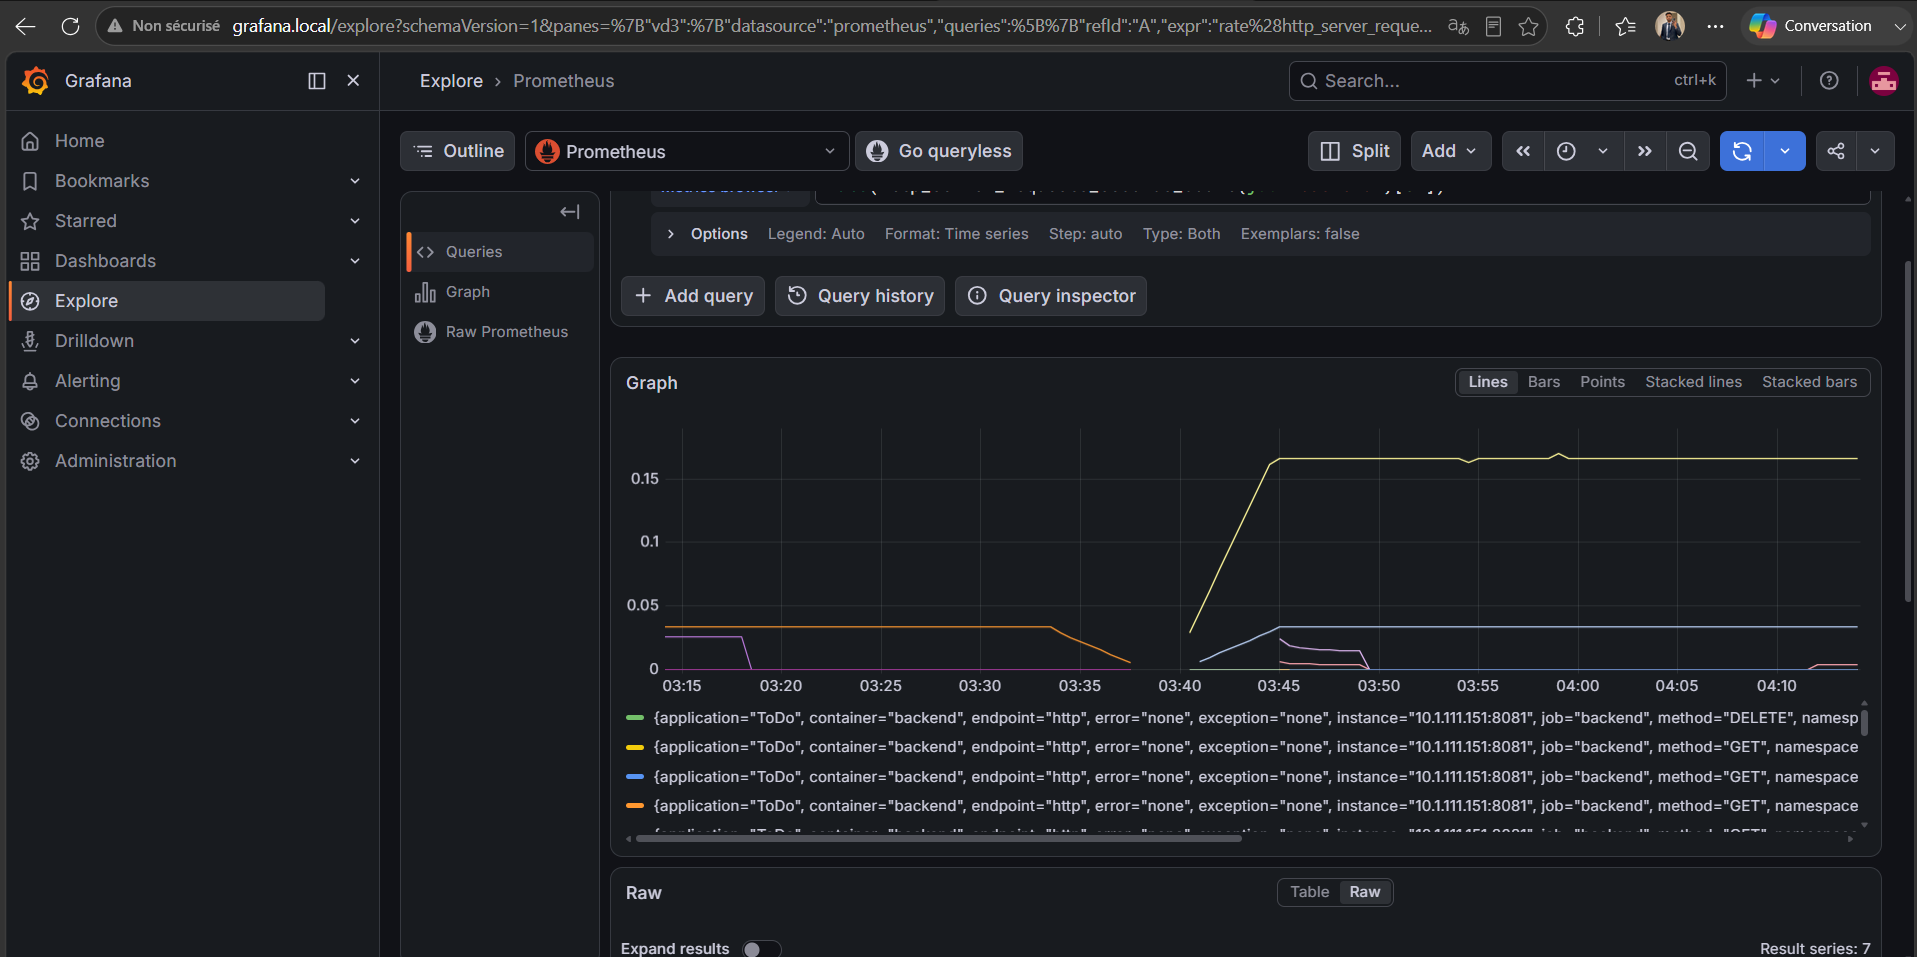 Non sécurisé grafana.local/explore?schemaVersion=1&panes=%7B"vd3":%7B"datasource":"prometheus","queries":%5B%7B"refId":"A","expr":"rate%28http_server_reque...
Conversation
Grafana
Explore › Prometheus
Search... ctrl+k
Home
Bookmarks
Starred
Dashboards
Explore
Drilldown
Alerting
Connections
Administration
Outline
Prometheus
Go queryless
Split
Add
Queries
Graph
Raw Prometheus
Options Legend: Auto Format: Time series Step: auto Type: Both Exemplars: false
Add query
Query history
Query inspector
Graph
Lines Bars Points Stacked lines Stacked bars
0.15
0.1
0.05
0
03:15 03:20 03:25 03:30 03:35 03:40 03:45 03:50 03:55 04:00 04:05 04:10
{application="ToDo", container="backend", endpoint="http", error="none", exception="none", instance="10.1.111.151:8081", job="backend", method="DELETE", namesp
{application="ToDo", container="backend", endpoint="http", error="none", exception="none", instance="10.1.111.151:8081", job="backend", method="GET", namespace
{application="ToDo", container="backend", endpoint="http", error="none", exception="none", instance="10.1.111.151:8081", job="backend", method="GET", namespace
{application="ToDo", container="backend", endpoint="http", error="none", exception="none", instance="10.1.111.151:8081", job="backend", method="GET", namespace
Raw
Table Raw
Expand results
Result series: 7